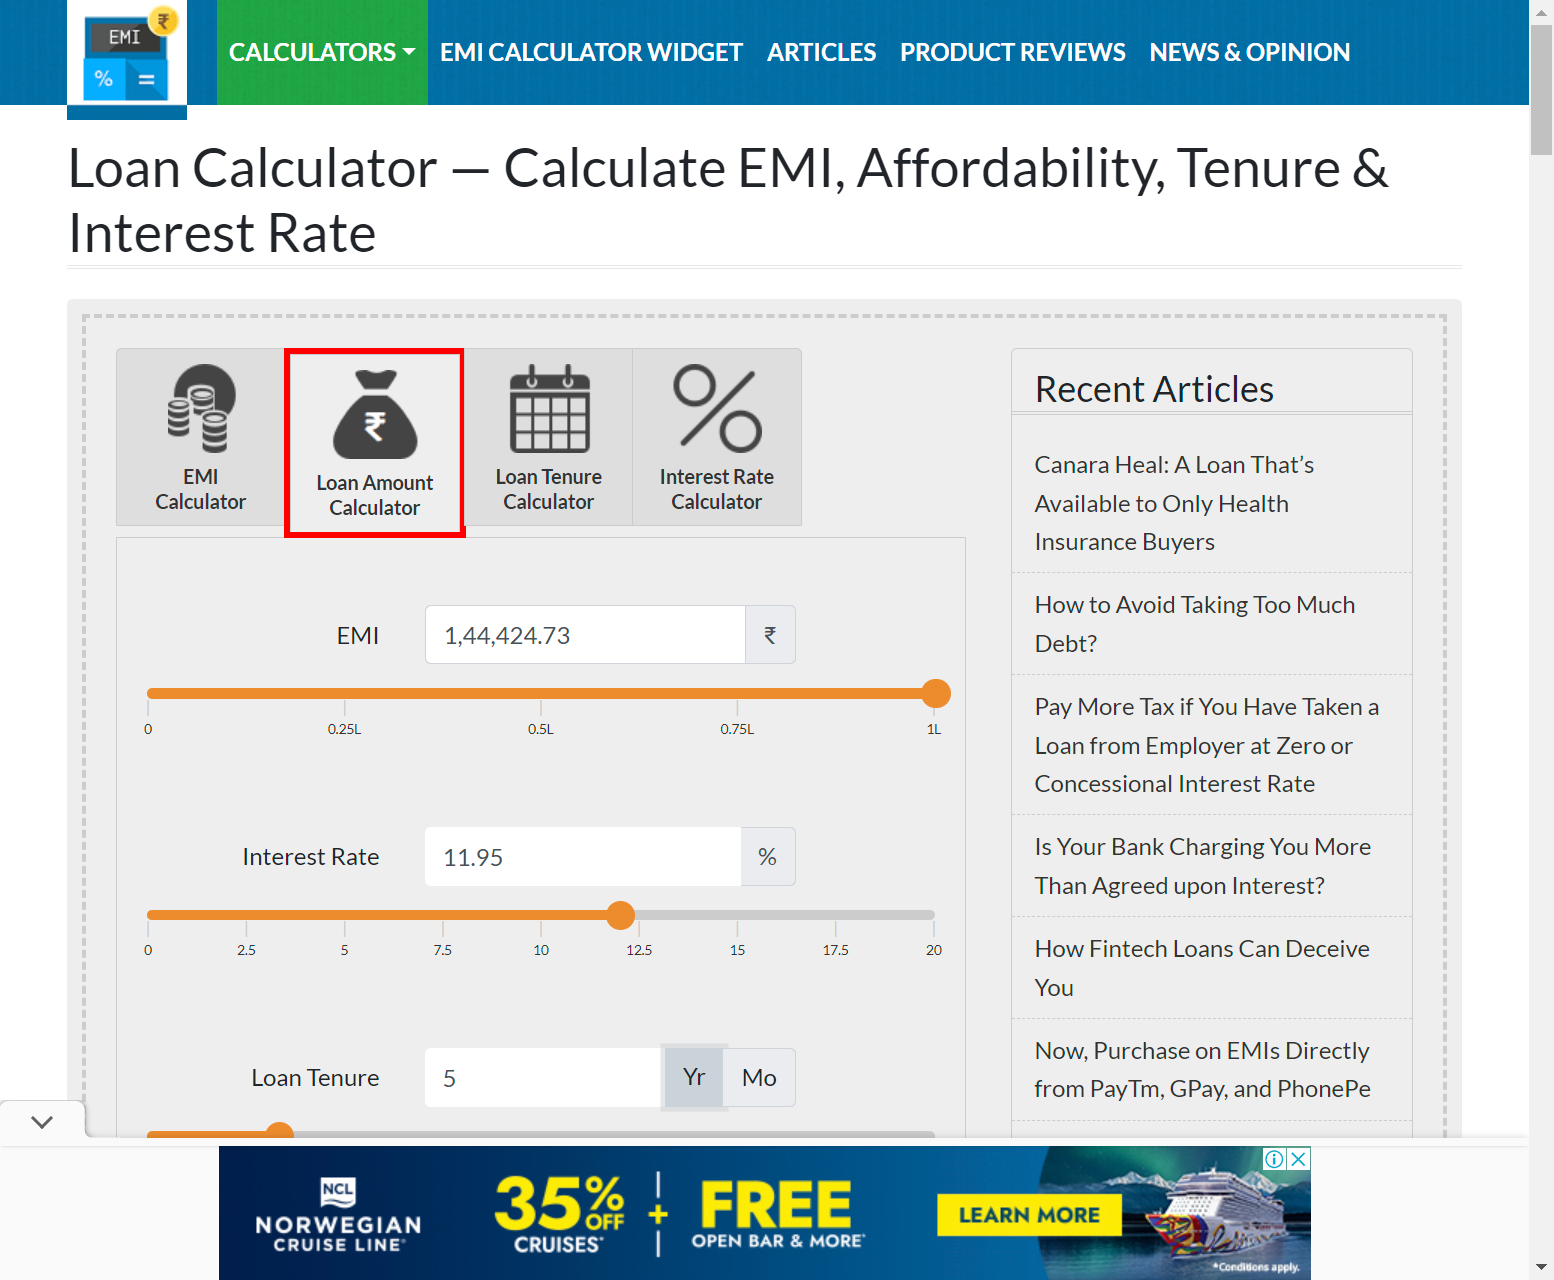 EMI
₹
%
=
CALCULATORS
EMI CALCULATOR WIDGET
ARTICLES
PRODUCT REVIEWS
NEWS & OPINION
Loan Calculator — Calculate EMI, Affordability, Tenure &
Interest Rate
EMI
Calculator
₹
Loan Amount
Calculator
Loan Tenure
Calculator
Interest Rate
Calculator
EMI
1,44,424.73
₹
0 0.25L 0.5L 0.75L 1L
Interest Rate
11.95
%
0 2.5 5 7.5 10 12.5 15 17.5 20
Loan Tenure
5
Yr
Mo
Recent Articles
Canara Heal: A Loan That’s
Available to Only Health
Insurance Buyers
How to Avoid Taking Too Much
Debt?
Pay More Tax if You Have Taken a
Loan from Employer at Zero or
Concessional Interest Rate
Is Your Bank Charging You More
Than Agreed upon Interest?
How Fintech Loans Can Deceive
You
Now, Purchase on EMIs Directly
from PayTm, GPay, and PhonePe
NCL
NORWEGIAN
CRUISE LINE®
35% OFF
CRUISES*
+
FREE
OPEN BAR & MORE*
LEARN MORE
*Conditions apply.